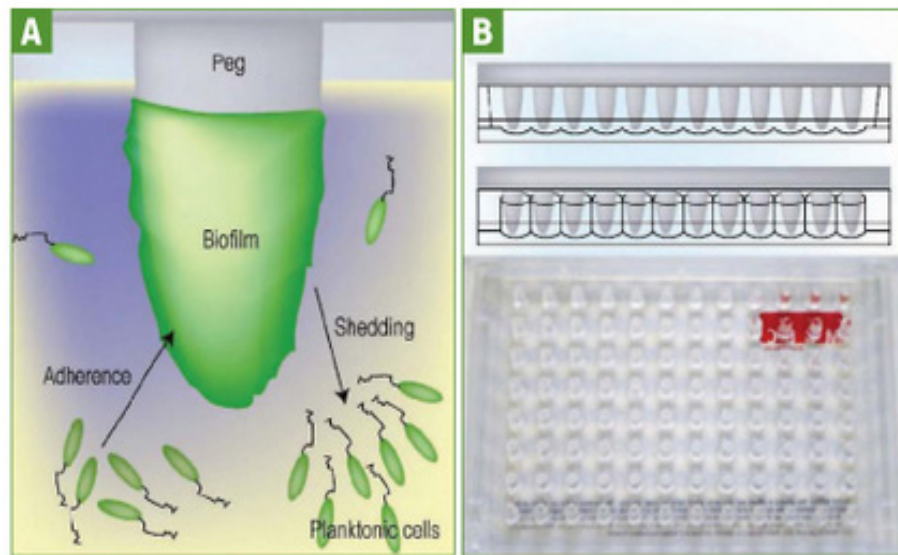 A
Peg
Biofilm
Shedding
Adherence
Planktonic cells
B